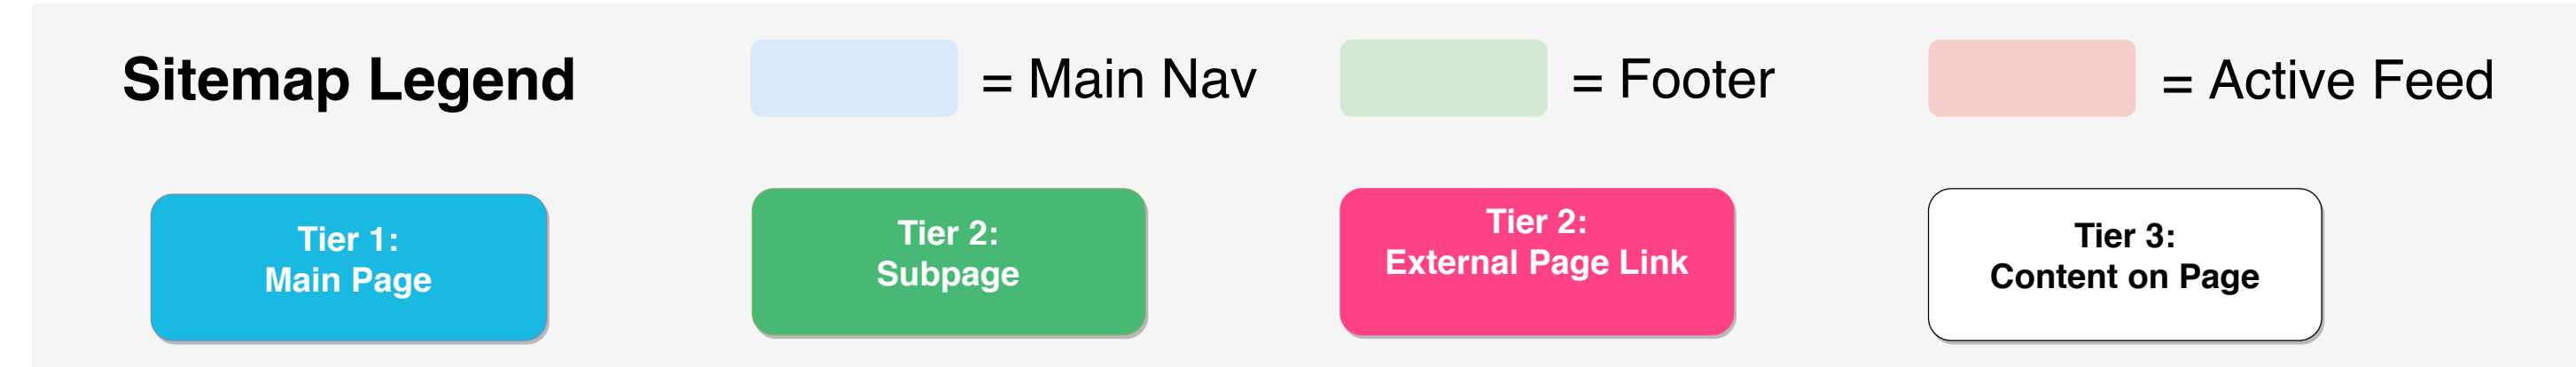 Sitemap Legend
= Main Nav
= Footer
= Active Feed
Tier 1:
Main Page
Tier 2:
Subpage
Tier 2:
External Page Link
Tier 3:
Content on Page